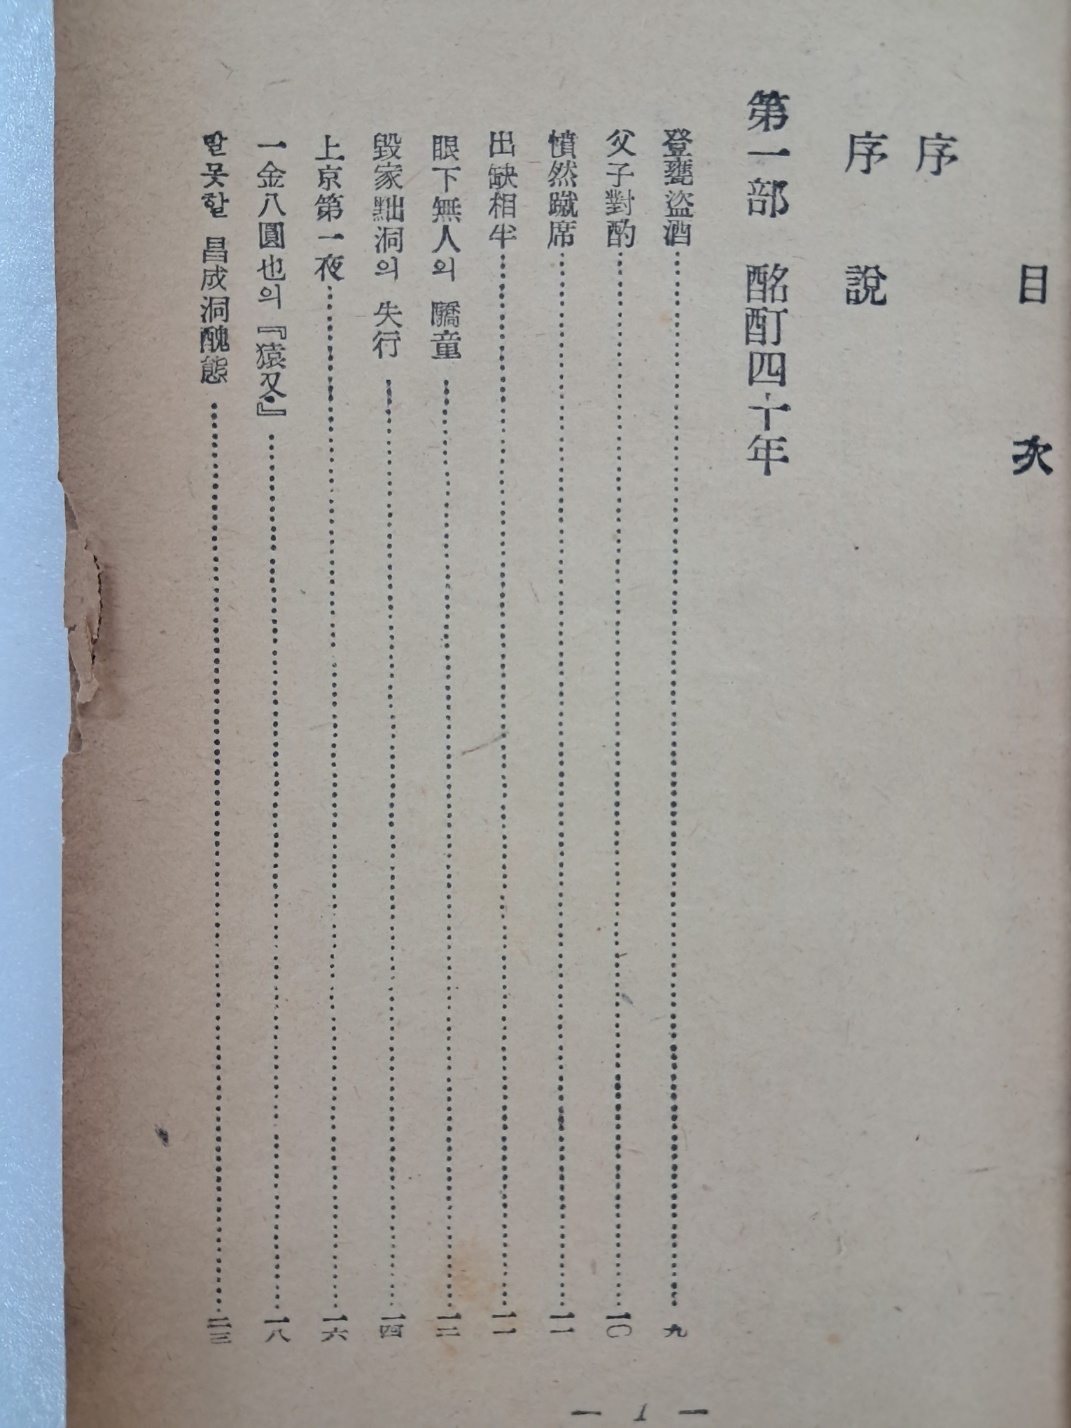 目 次
序
序 說
第一部 酩酊四十年
登甕盜酒……九
父子對酌……一〇
憤然蹴席……一一
出缺相半……一一
眼下無人의 驕童……一二
毁家黜洞의 失行……一四
上京第一夜……一六
一金八圓也의『猿又』……一八
말못할 昌成洞醜態……二三
— 1 —